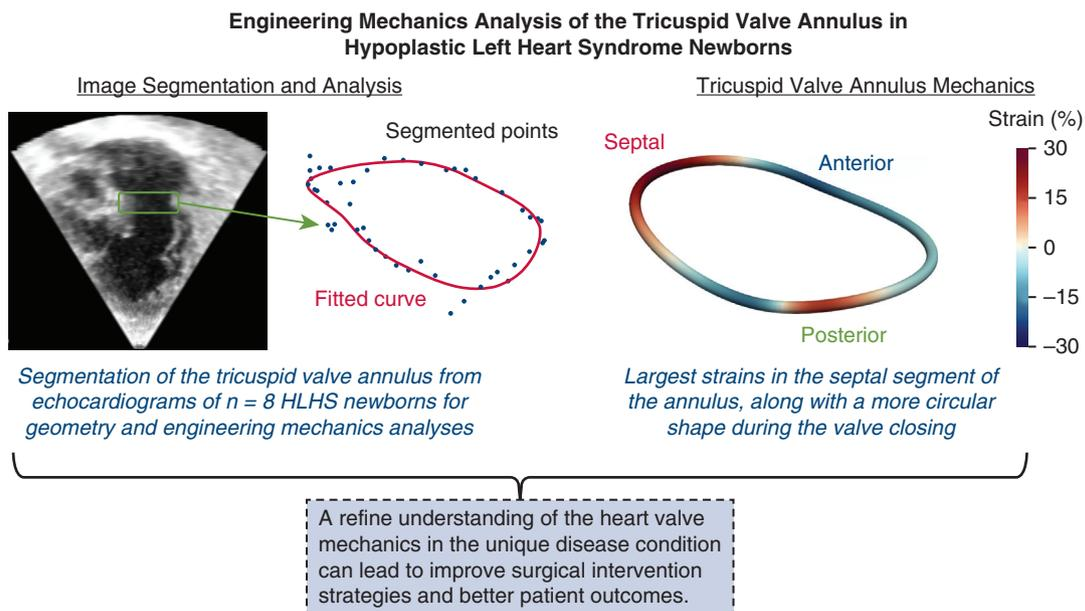 Engineering Mechanics Analysis of the Tricuspid Valve Annulus in
Hypoplastic Left Heart Syndrome Newborns
Image Segmentation and Analysis
Segmented points
Fitted curve
Segmentation of the tricuspid valve annulus from
echocardiograms of n = 8 HLHS newborns for
geometry and engineering mechanics analyses
Tricuspid Valve Annulus Mechanics
Strain (%)
Septal
Anterior
Posterior
30
15
0
–15
–30
Largest strains in the septal segment of
the annulus, along with a more circular
shape during the valve closing
A refine understanding of the heart valve
mechanics in the unique disease condition
can lead to improve surgical intervention
strategies and better patient outcomes.